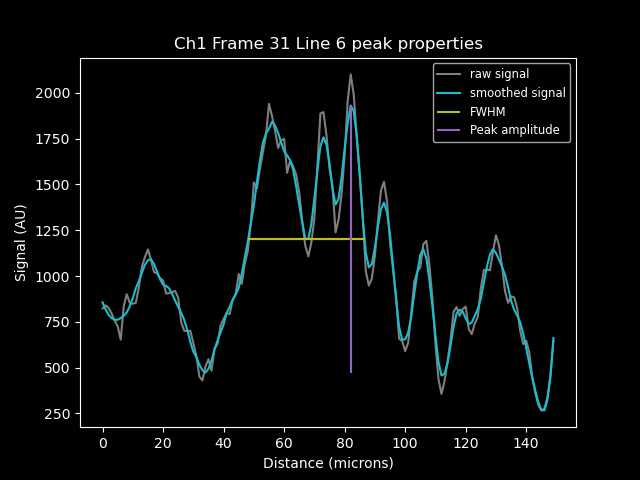 Ch1 Frame 31 Line 6 peak properties
raw signal
smoothed signal
FWHM
Peak amplitude
Signal (AU)
2000
1750
1500
1250
1000
750
500
250
0 20 40 60 80 100 120 140
Distance (microns)